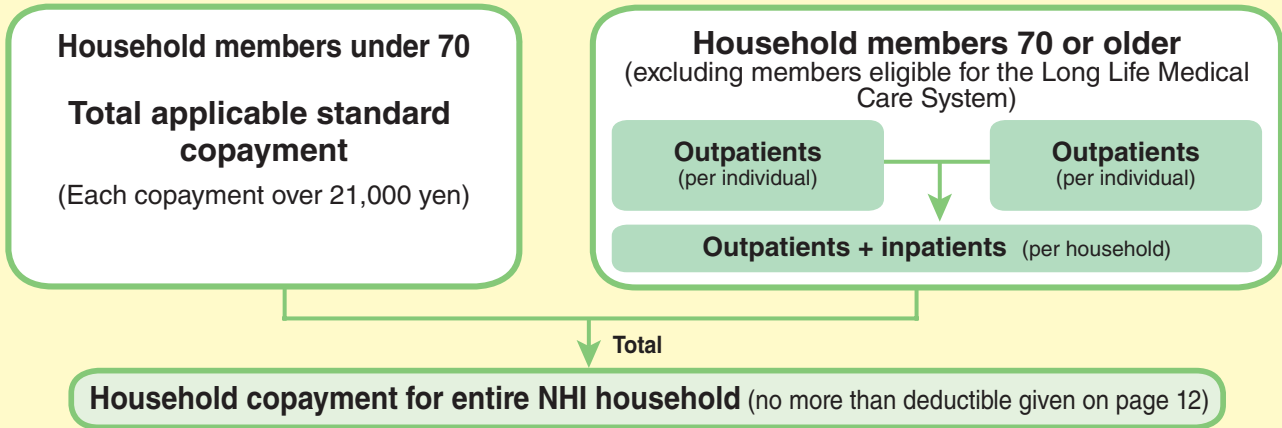 Household members under 70
Total applicable standard
copayment
(Each copayment over 21,000 yen)
Household members 70 or older
(excluding members eligible for the Long Life Medical
Care System)
Outpatients
(per individual)
Outpatients
(per individual)
Outpatients + inpatients (per household)
Total
Household copayment for entire NHI household (no more than deductible given on page 12)